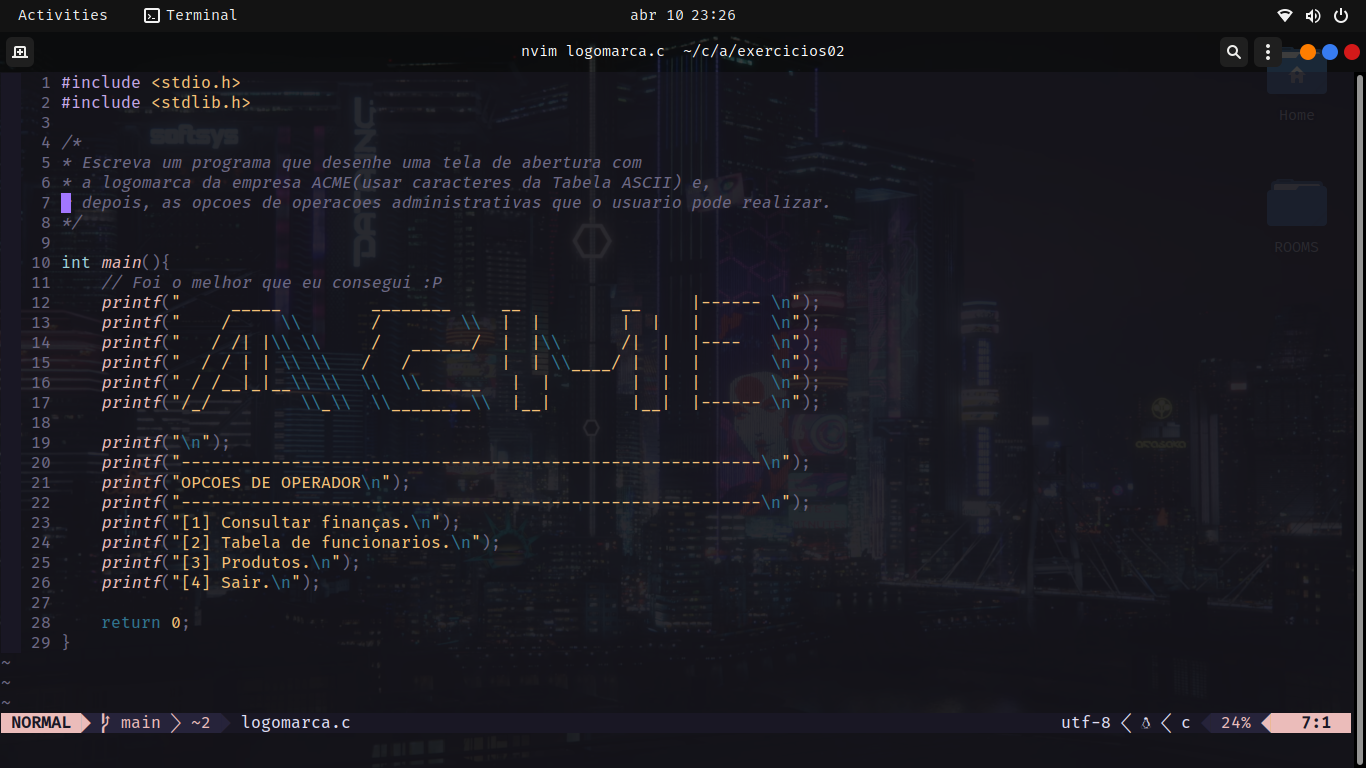 Activities Terminal abr 10 23:26
nvim logomarca.c ~/c/a/exercicios02
Home
ROOMS
softsys
1 #include <stdio.h>
2 #include <stdlib.h>
3
4 /*
5 * Escreva um programa que desenhe uma tela de abertura com
6 * a logomarca da empresa ACME(usar caracteres da Tabela ASCII) e,
7 * depois, as opcoes de operacoes administrativas que o usuario pode realizar.
8 */
9
10 int main(){
11     // Foi o melhor que eu consegui :P
12     printf("     _____         ________     __          __     |------ \n");
13     printf("    /     \\       /        \\  |  |        |  |   |       \n");
14     printf("   / /| |\\ \\     /   ______/  |  |\\      /|  |  |----   \n");
15     printf("  / / | | \\ \\   /   /         |  | \\____/ |  |  |       \n");
16     printf(" / /__|_|__\\ \\  \\  \\______   |  |        |  |  |       \n");
17     printf("/_/         \\_\\  \\________\\  |__|        |__|  |------ \n");
18
19     printf("\n");
20     printf("----------------------------------------------------------\n");
21     printf("OPCOES DE OPERADOR\n");
22     printf("----------------------------------------------------------\n");
23     printf("[1] Consultar finanças.\n");
24     printf("[2] Tabela de funcionarios.\n");
25     printf("[3] Produtos.\n");
26     printf("[4] Sair.\n");
27
28     return 0;
29 }
~
~
~
NORMAL main ~2 logomarca.c utf-8 c 24% 7:1